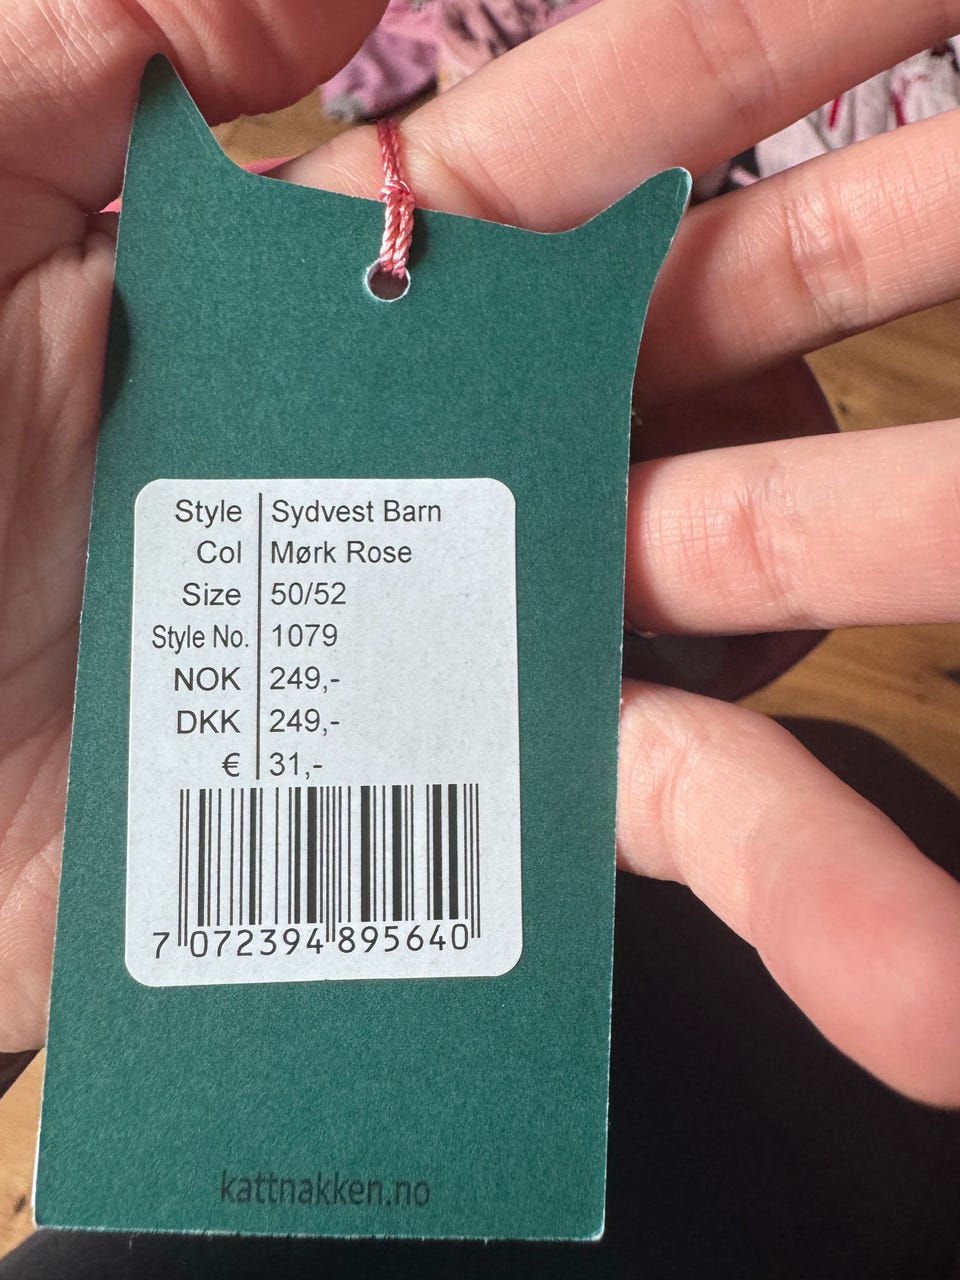 Style Sydvest Barn
Col Mørk Rose
Size 50/52
Style No. 1079
NOK 249,-
DKK 249,-
€ 31,-
7 072394 895640
kattnakken.no